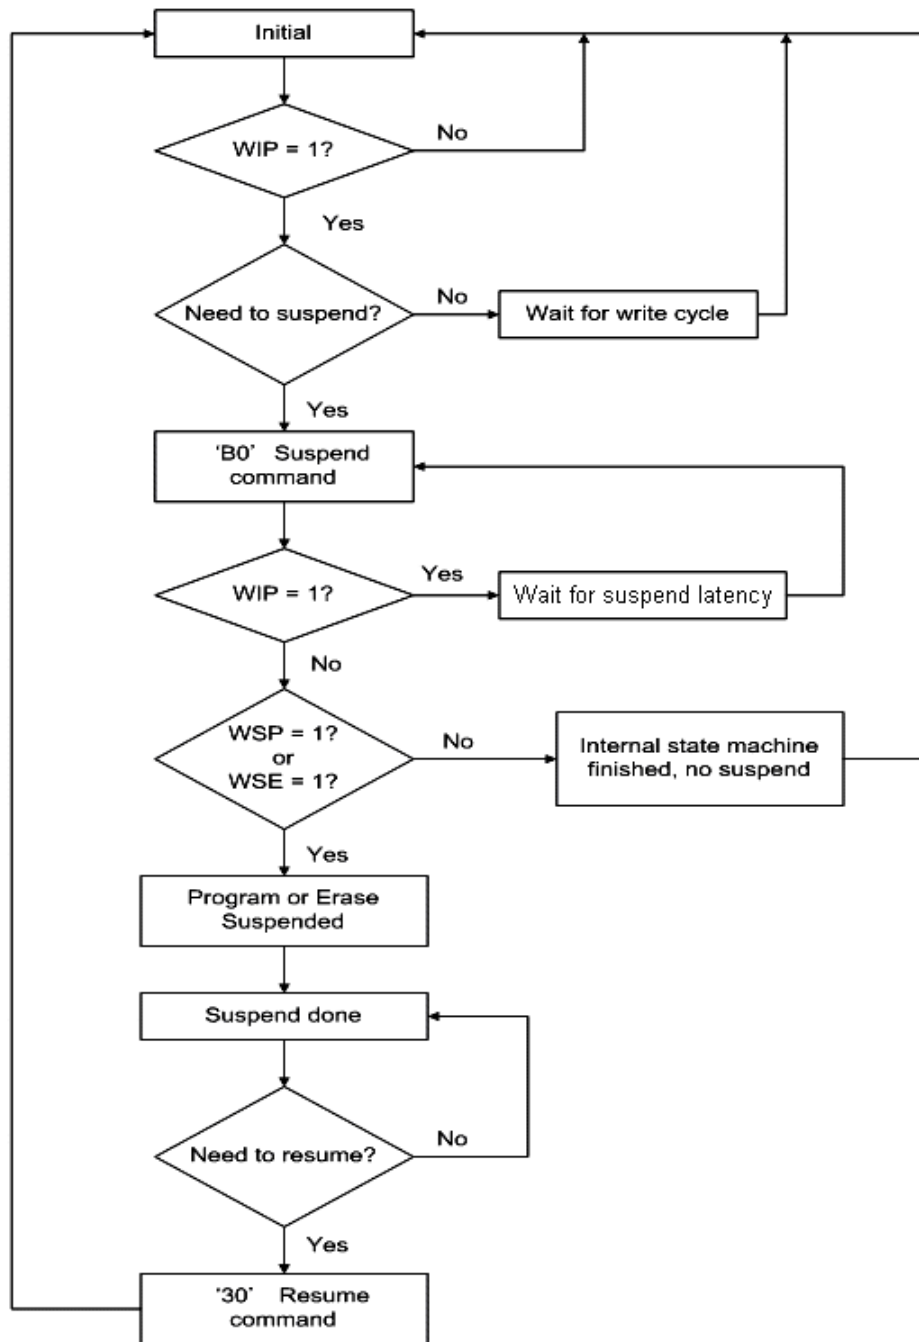 Initial
WIP = 1?
No
Yes
Need to suspend?
No
Wait for write cycle
Yes
‘B0’ Suspend
command
WIP = 1?
Yes
Wait for suspend latency
No
WSP = 1?
or
WSE = 1?
No
Internal state machine
finished, no suspend
Yes
Program or Erase
Suspended
Suspend done
Need to resume?
No
Yes
‘30’ Resume
command